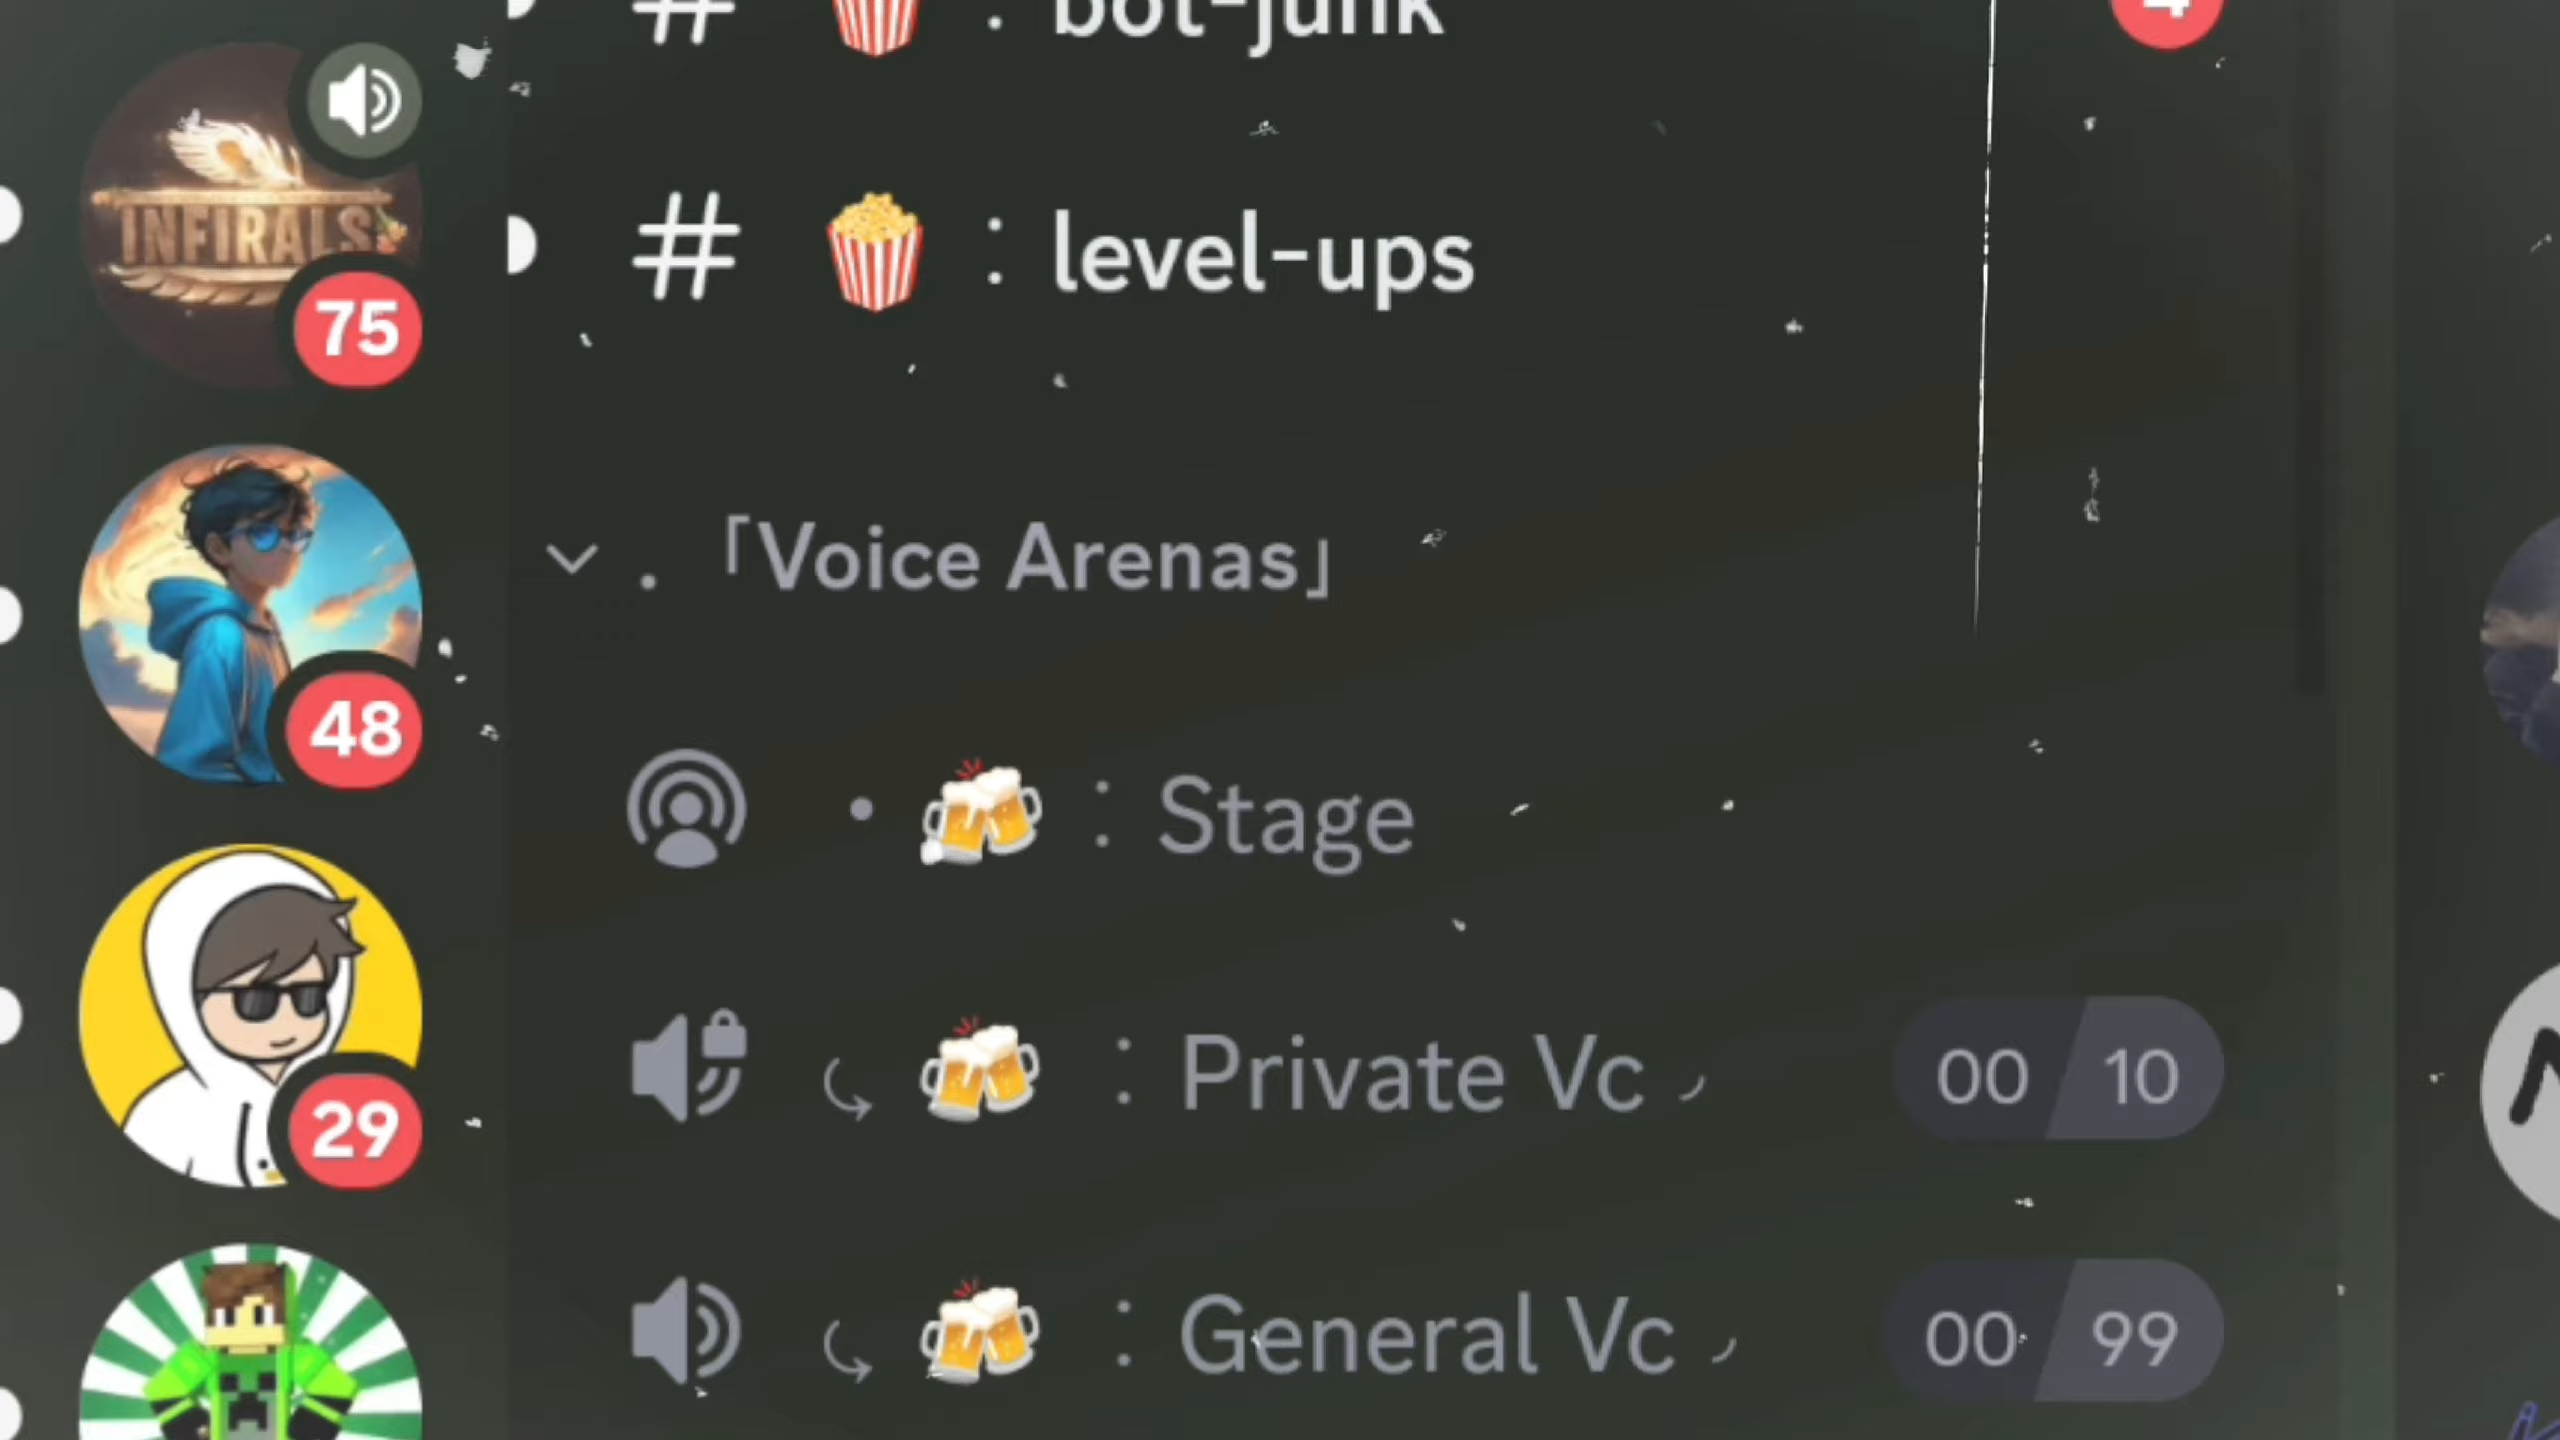 # 🍿 : bot-junk
4
INFIRALS
75
# 🍿 : level-ups
. 「Voice Arenas」
48
• 🍻 : Stage
29
🍻 : Private Vc 00 10
🍻 : General Vc 00 99